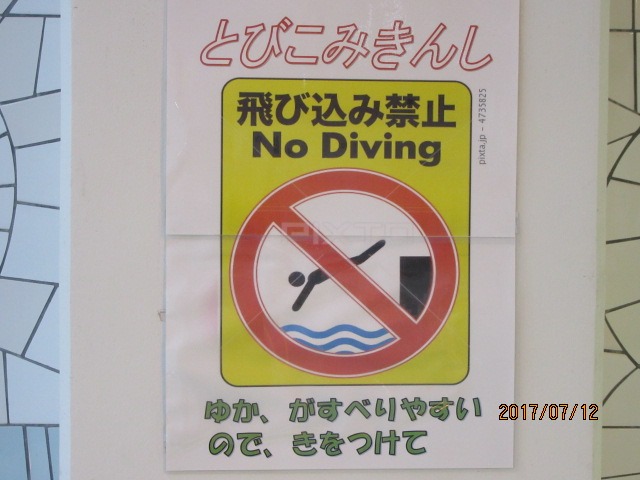 とびこみきんし
飛び込み禁止
No Diving
pixta.jp - 4735825
PIXTA
ゆか、がすべりやすい
ので、きをつけて
2017/07/12